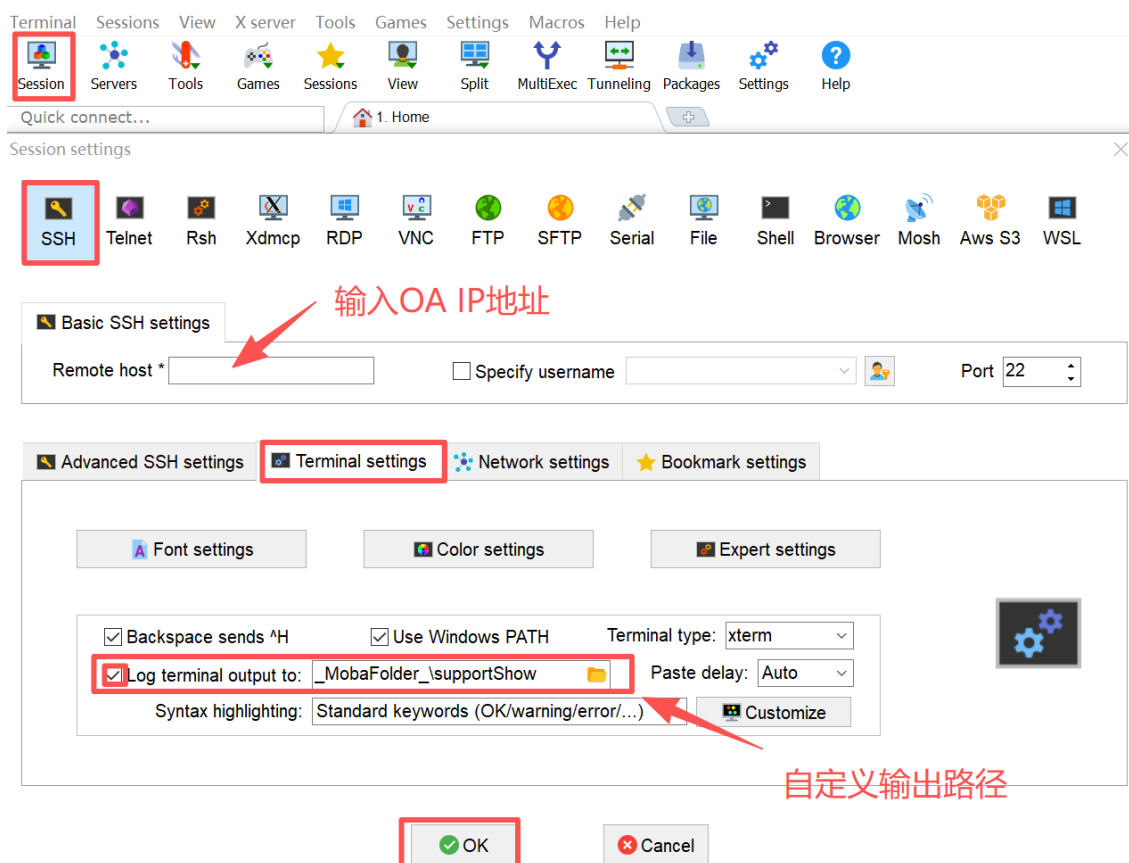 Terminal Sessions View X server Tools Games Settings Macros Help
Session Servers Tools Games Sessions View Split MultiExec Tunneling Packages Settings Help
Quick connect... 1. Home
Session settings
SSH Telnet Rsh Xdmcp RDP VNC FTP SFTP Serial File Shell Browser Mosh Aws S3 WSL
输入OA IP地址
Basic SSH settings
Remote host * Specify username Port 22
Advanced SSH settings Terminal settings Network settings Bookmark settings
Font settings Color settings Expert settings
Backspace sends ^H Use Windows PATH Terminal type: xterm
Log terminal output to: _MobaFolder_\supportShow Paste delay: Auto
Syntax highlighting: Standard keywords (OK/warning/error/...) Customize
自定义输出路径
OK Cancel